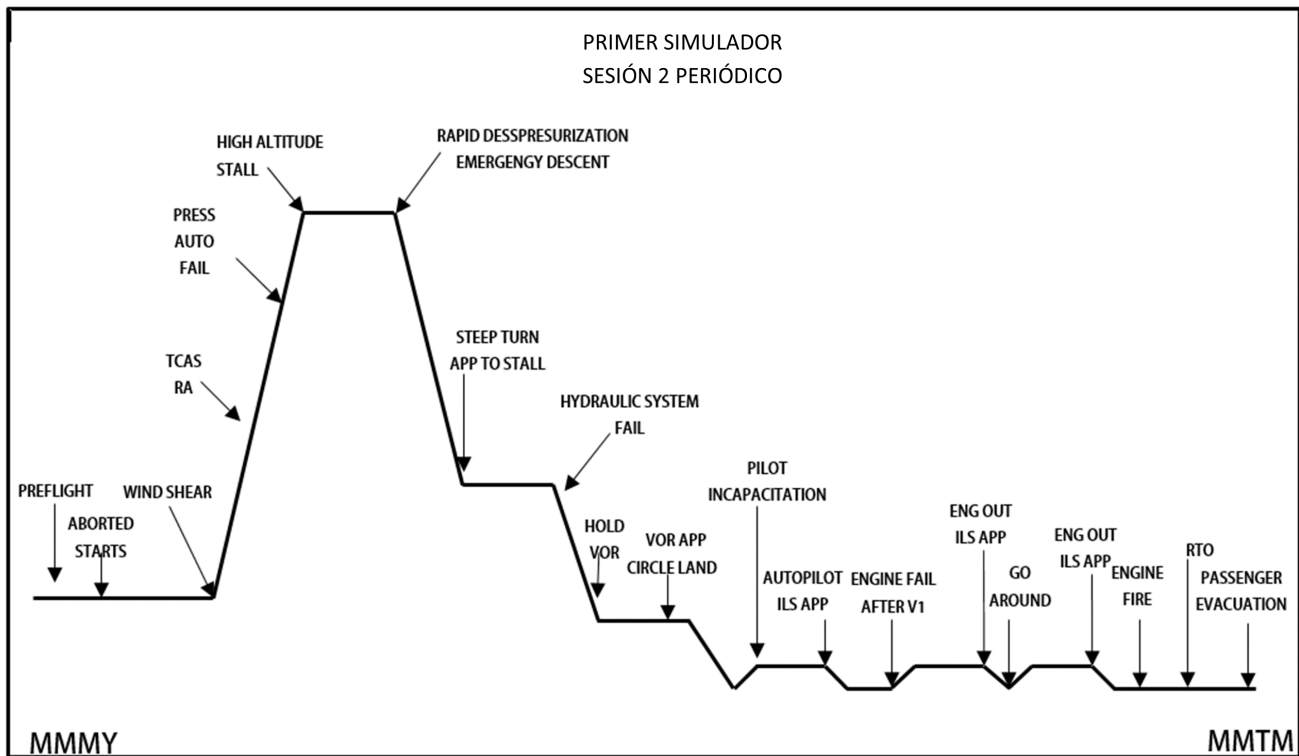 PRIMER SIMULADOR
SESIÓN 2 PERIÓDICO
HIGH ALTITUDE
STALL
RAPID DESSPRESURIZATION
EMERGENGY DESCENT
PRESS
AUTO
FAIL
TCAS
RA
STEEP TURN
APP TO STALL
HYDRAULIC SYSTEM
FAIL
PREFLIGHT
ABORTED
STARTS
WIND SHEAR
HOLD
VOR
VOR APP
CIRCLE LAND
PILOT
INCAPACITATION
AUTOPILOT
ILS APP
ENGINE FAIL
AFTER V1
ENG OUT
ILS APP
GO
AROUND
ENG OUT
ILS APP
ENGINE
FIRE
RTO
PASSENGER
EVACUATION
MMMY
MMTM